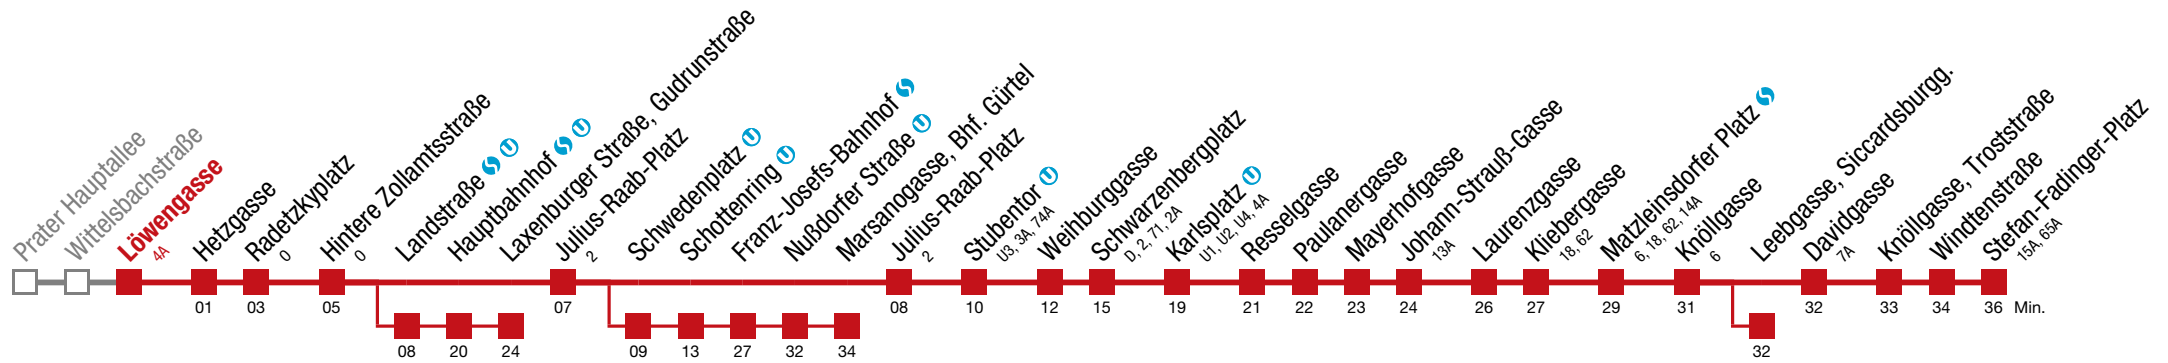 Prater Hauptallee
Wittelsbachstraße
Löwengasse
4A
Hetzgasse
Radetzkyplatz
0
Hintere Zollamtsstraße
0
Landstraße S U
Hauptbahnhof S U
Laxenburger Straße, Gudrunstraße
Julius-Raab-Platz
2
Schwedenplatz U
Schottenring U
Franz-Josefs-Bahnhof S
Nußdorfer Straße U
Marsanogasse, Bhf. Gürtel
Julius-Raab-Platz
2
Stubentor U
U3, 3A, 74A
Weihburggasse
Schwarzenbergplatz
D, 2, 71, 2A
Karlsplatz U
U1, U2, U4, 4A
Resselgasse
Paulanergasse
Mayerhofgasse
Johann-Strauß-Gasse
13A
Laurenzgasse
Kliebergasse
18, 62
Matzleinsdorfer Platz S
6, 18, 62, 14A
Knöllgasse
6
Leebgasse, Siccardsburgg.
Davidgasse
7A
Knöllgasse, Troststraße
Windtenstraße
Stefan-Fadinger-Platz
15A, 65A
01 03 05 07 08 10 12 15 19 21 22 23 24 26 27 29 31 32 33 34 36 Min.
08 20 24 09 13 27 32 34 32